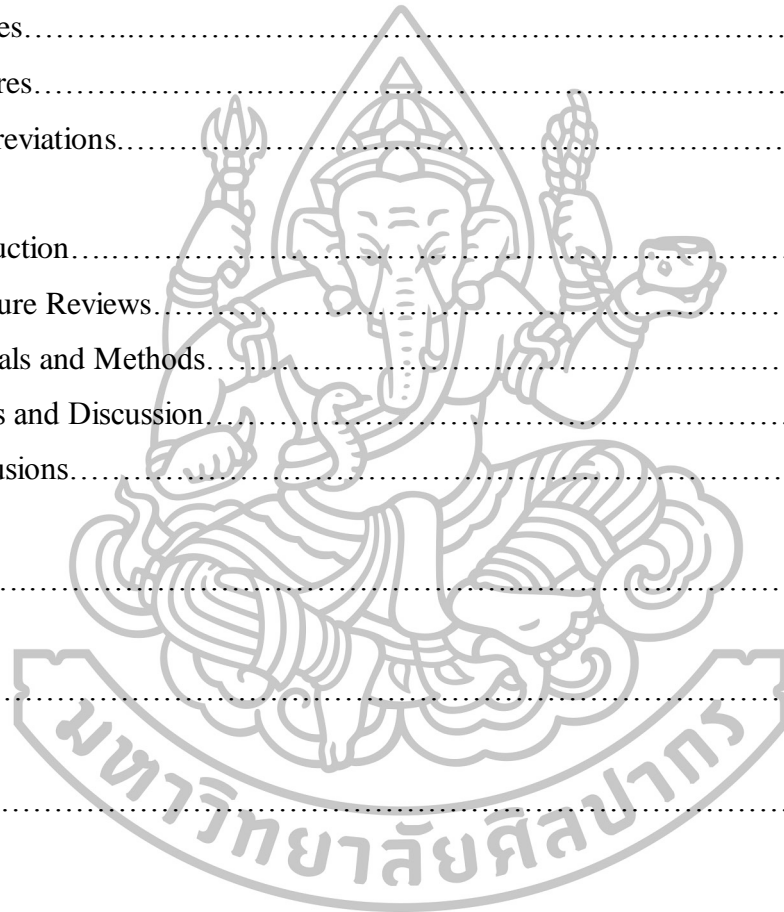 es………..……………………………………………………………
res……………………………………………………………………
reviations.……………………………………………………………
uction…..……………………………………………………………
ure Reviews…………………………………………………………
als and Methods……………………………………………………
s and Discussion……………………………………………………
usions…………………………………………………………………
…..……………………………………………………………………
…………………………………………………………………………
…………………………………………………………………………
มหาวิทยาลัยศิลปากร